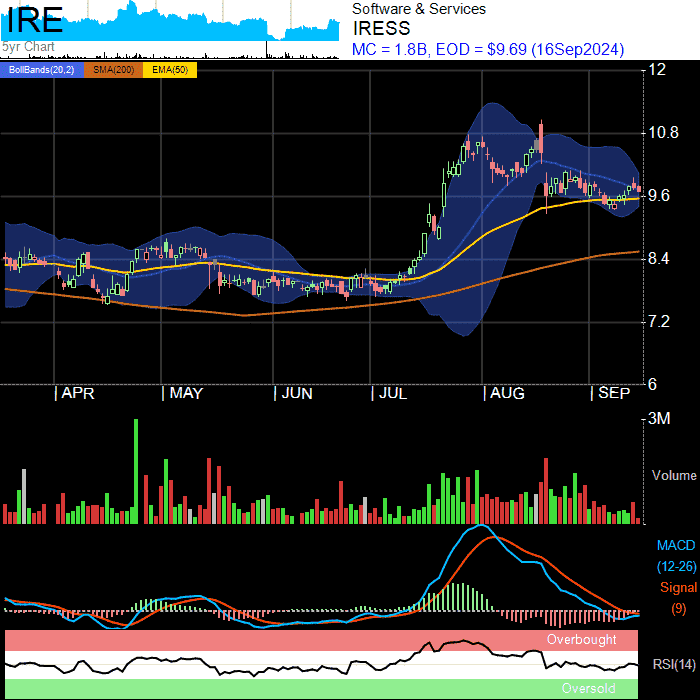 IRE
5yr Chart
Software & Services
IRESS
MC = 1.8B, EOD = $9.69 (16Sep2024)
BollBands(20,2) SMA(200) EMA(50)
12
10.8
9.6
8.4
7.2
6
APR MAY JUN JUL AUG SEP
3M
Volume
MACD
(12-26)
Signal
(9)
Overbought
RSI(14)
Oversold